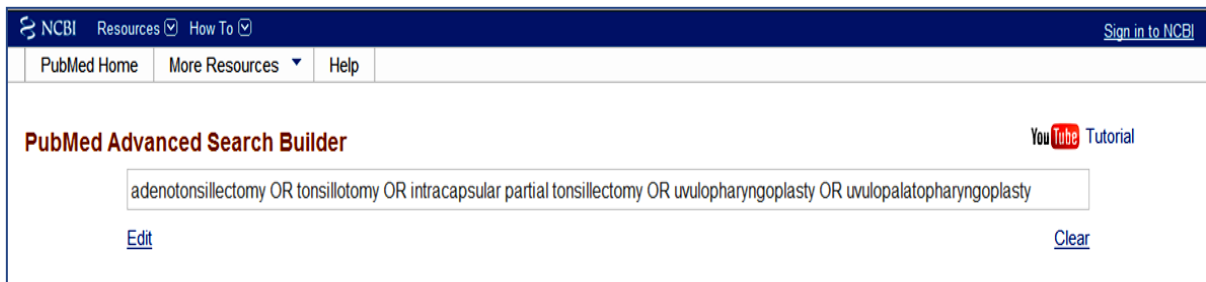 NCBI Resources How To Sign in to NCBI
PubMed Home More Resources Help
PubMed Advanced Search Builder YouTube Tutorial
adenotonsillectomy OR tonsillotomy OR intracapsular partial tonsillectomy OR uvulopharyngoplasty OR uvulopalatopharyngoplasty
Edit Clear